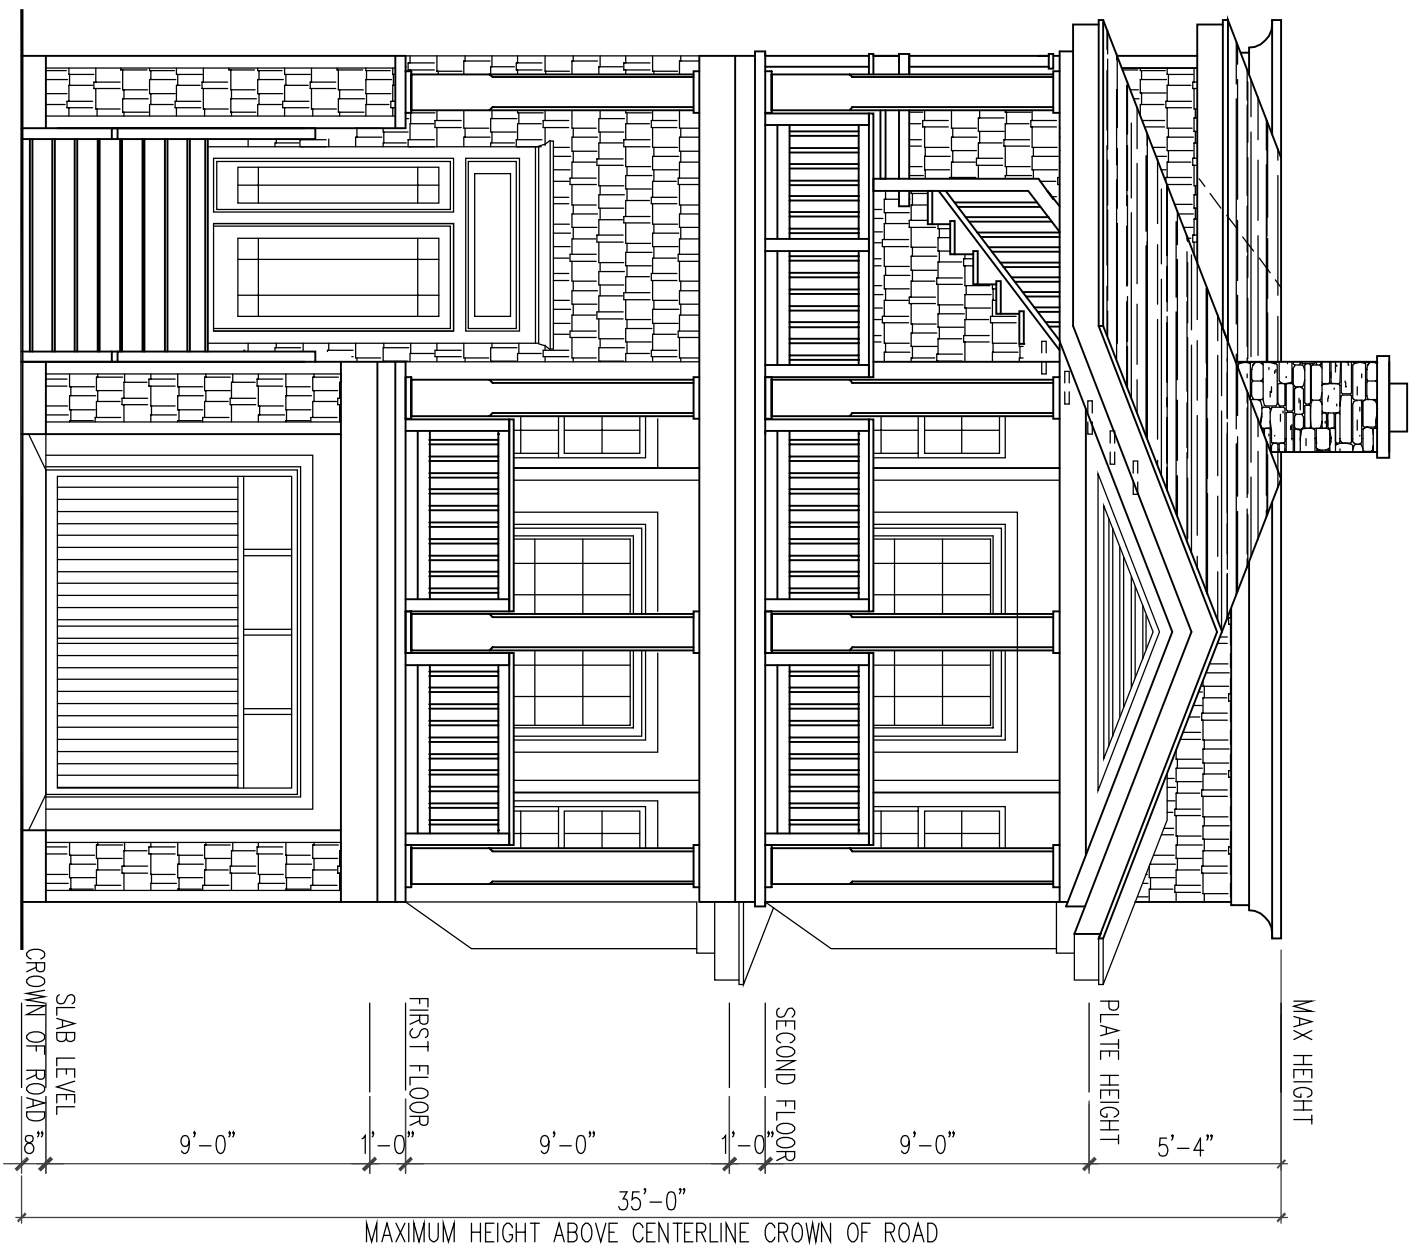 MAX HEIGHT
PLATE HEIGHT
SECOND FLOOR
FIRST FLOOR
SLAB LEVEL
CROWN OF ROAD
8"
9'-0"
1'-0"
9'-0"
1'-0"
9'-0"
5'-4"
35'-0"
MAXIMUM HEIGHT ABOVE CENTERLINE CROWN OF ROAD